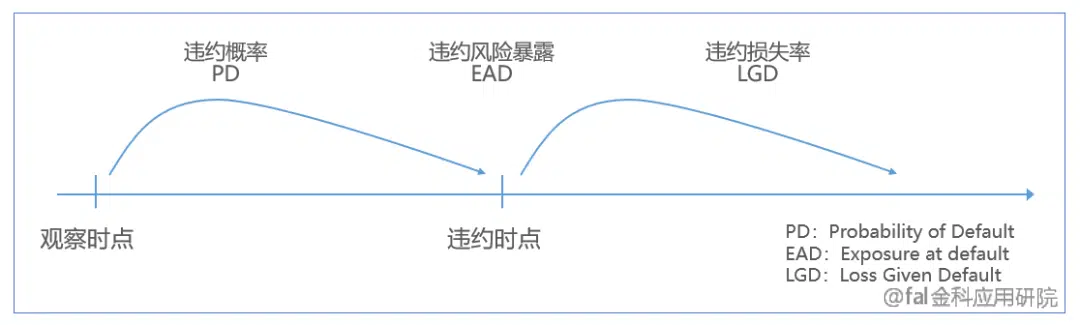 违约概率
PD
违约风险暴露
EAD
违约损失率
LGD
观察时点
违约时点
PD：Probability of Default
EAD：Exposure at default
LGD：Loss Given Default
@fal金科应用研院